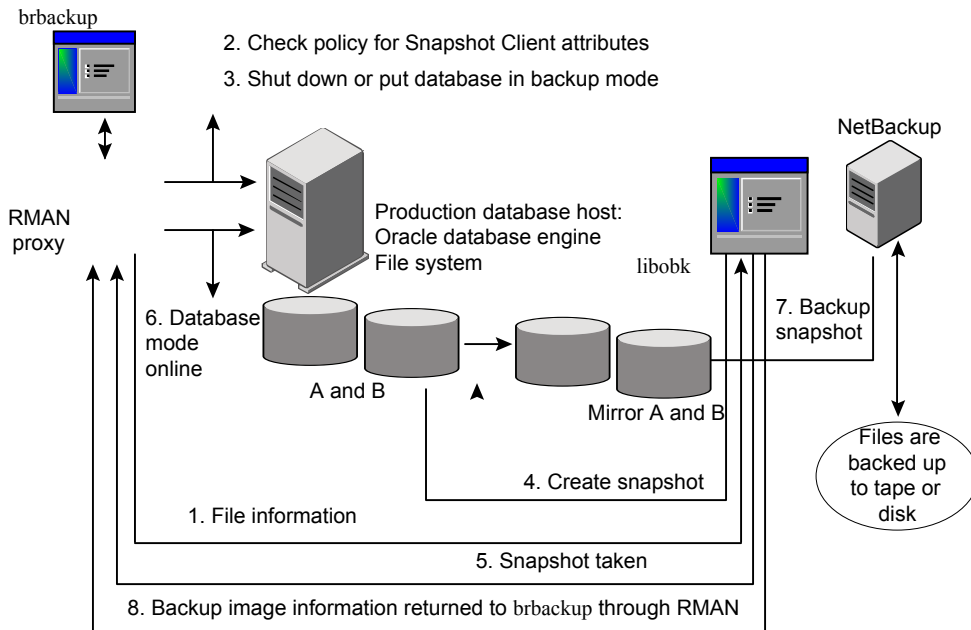 brbackup
2. Check policy for Snapshot Client attributes
3. Shut down or put database in backup mode
NetBackup
RMAN
proxy
Production database host:
Oracle database engine
File system
libobk
6. Database
mode
online
7. Backup
snapshot
A and B
Mirror A and B
Files are
backed up
to tape or
disk
4. Create snapshot
1. File information
5. Snapshot taken
8. Backup image information returned to brbackup through RMAN